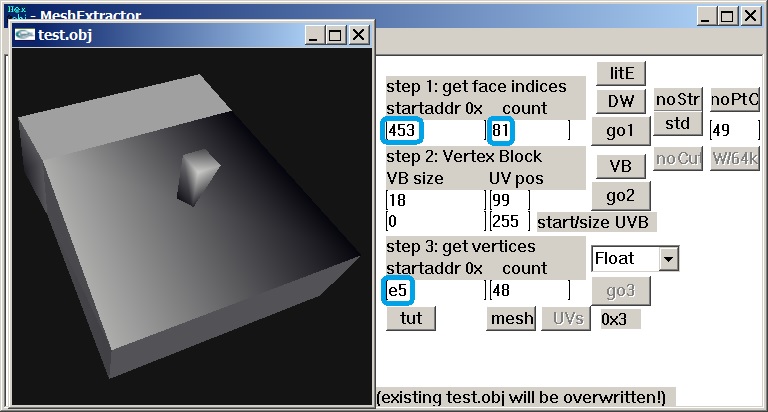 - MeshExtractor
test.obj
step 1: get face indices
startaddr 0x count
453 81
litE
DW
go1
noStr noPtC
std 49
noCut W/64k
step 2: Vertex Block
VB size UV pos
18 99
0 255 start/size UVB
VB
go2
step 3: get vertices
startaddr 0x count
e5 48
Float
go3
tut mesh UVs 0x3
(existing test.obj will be overwritten!)